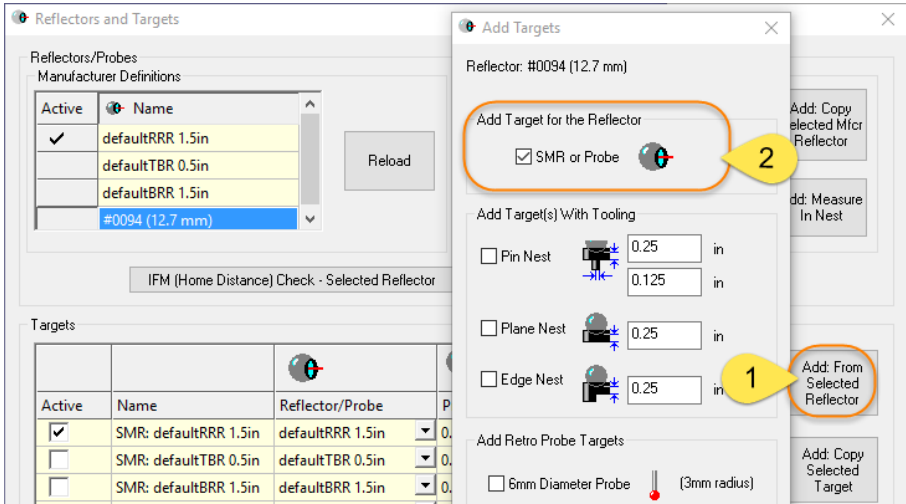 Reflectors and Targets
Reflectors/Probes
Manufacturer Definitions
Active Name
defaultRRR 1.5in
defaultTBR 0.5in
defaultBRR 1.5in
#0094 (12.7 mm)
Reload
IFM (Home Distance) Check - Selected Reflector
Targets
Active Name Reflector/Probe P
SMR: defaultRRR 1.5in defaultRRR 1.5in 0.
SMR: defaultTBR 0.5in defaultTBR 0.5in 0.
SMR: defaultBRR 1.5in defaultBRR 1.5in 0.
Add Targets
Reflector: #0094 (12.7 mm)
Add Target for the Reflector
SMR or Probe
2
Add Target(s) With Tooling
Pin Nest 0.25 in
0.125 in
Plane Nest 0.25 in
Edge Nest 0.25 in
1
Add Retro Probe Targets
6mm Diameter Probe (3mm radius)
Add: Copy
elected Mfcr
Reflector
dd: Measure
In Nest
Add: From
Selected
Reflector
Add: Copy
Selected
Target